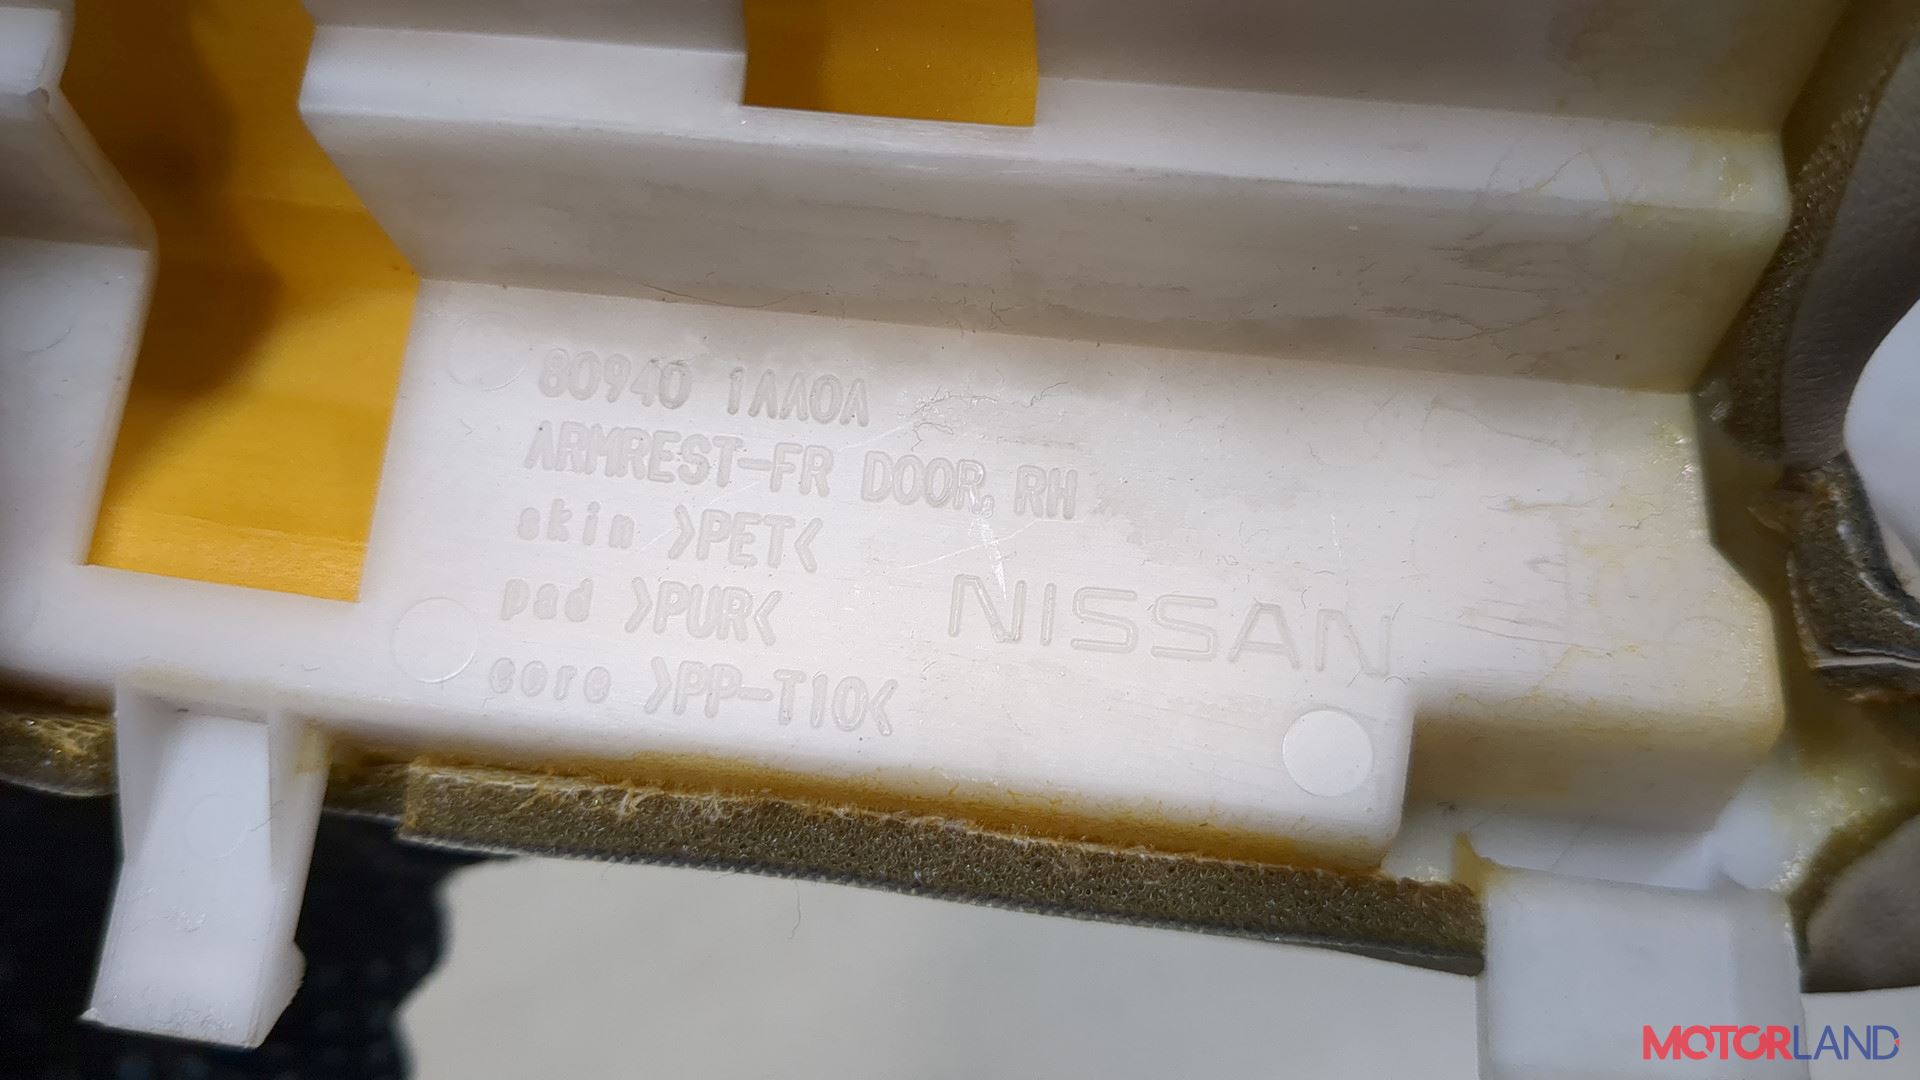 80940 1AA0A
ARMREST-FR DOOR, RH
skin >PET<
pad >PUR<
core >PP-T10<
NISSAN
MOTORLAND